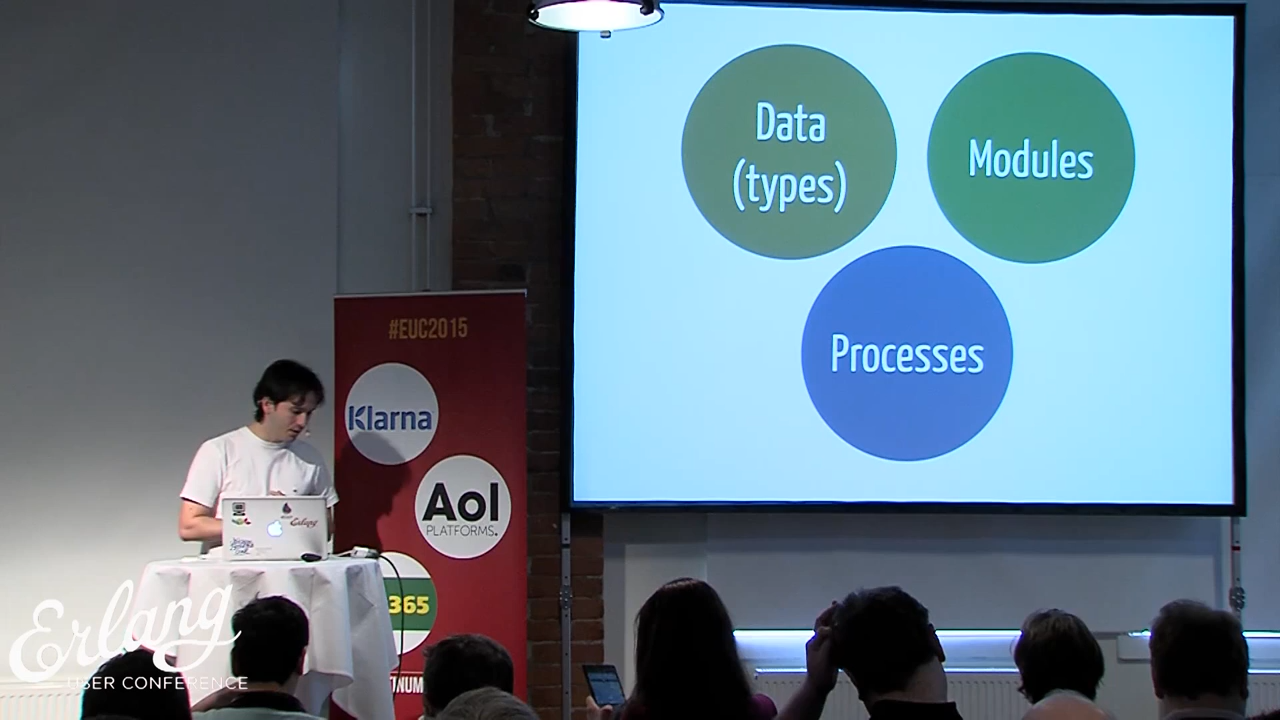 Data
(types)
Modules
Processes
#EUC2015
Klarna
Aol
PLATFORMS.
365
Erlang
USER CONFERENCE